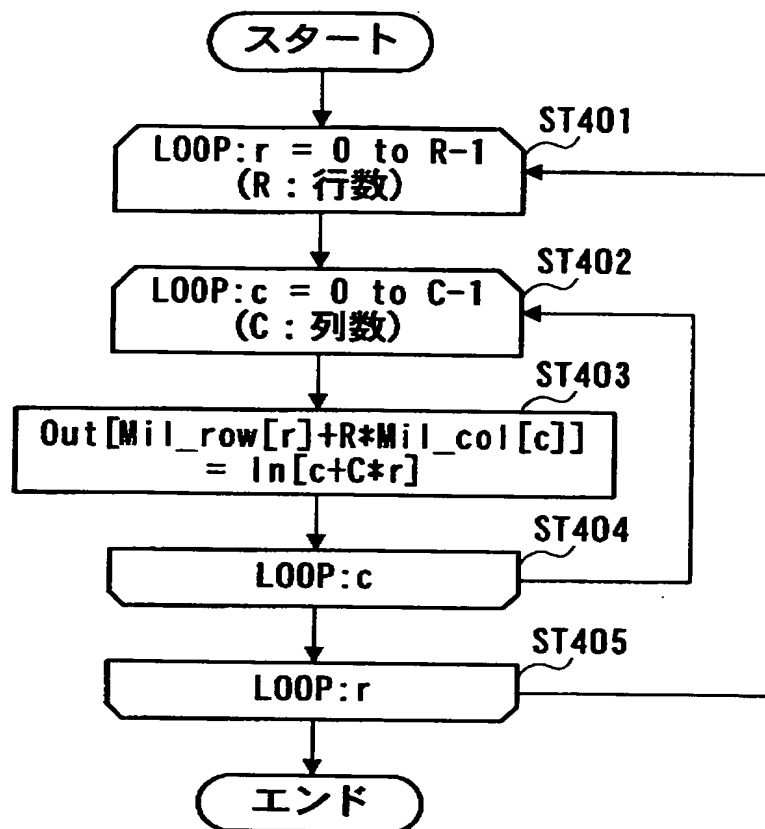 スタート
ST401
LOOP:r = 0 to R-1
(R:行数)
ST402
LOOP:c = 0 to C-1
(C:列数)
ST403
Out[Mil_row[r]+R*Mil_col[c]]
= In[c+C*r]
ST404
LOOP:c
ST405
LOOP:r
エンド